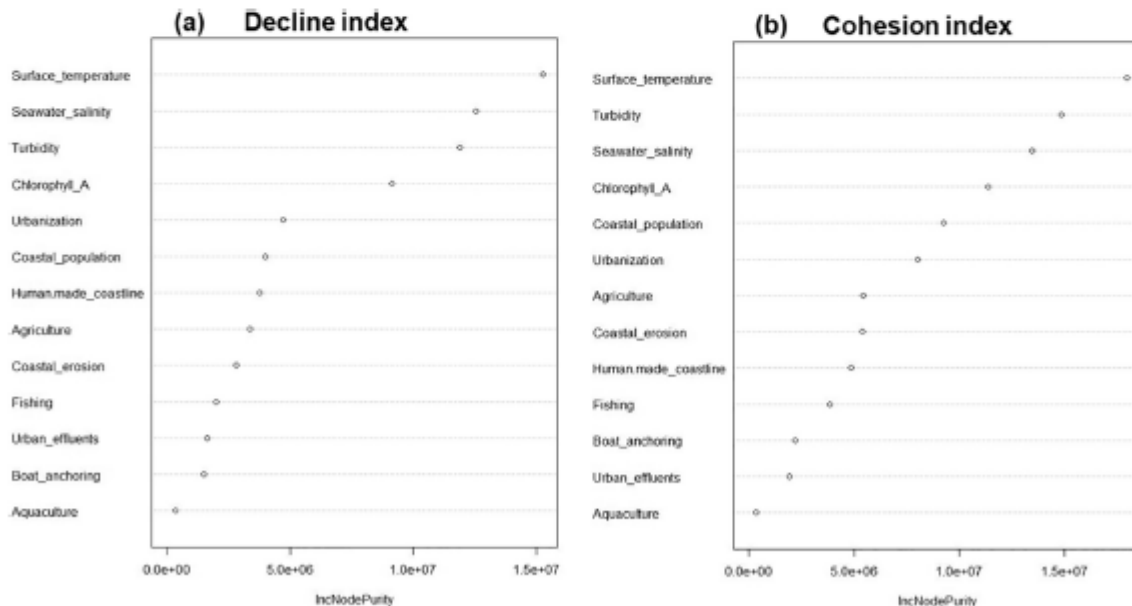 (a) Decline index
Surface_temperature
Seawater_salinity
Turbidity
Chlorophyll_A
Urbanization
Coastal_population
Human.made_coastline
Agriculture
Coastal_erosion
Fishing
Urban_effluents
Boat_anchoring
Aquaculture
0.0e+00 5.0e+06 1.0e+07 1.5e+07
IncNodePurity
(b) Cohesion index
Surface_temperature
Turbidity
Seawater_salinity
Chlorophyll_A
Coastal_population
Urbanization
Agriculture
Coastal_erosion
Human.made_coastline
Fishing
Boat_anchoring
Urban_effluents
Aquaculture
0.0e+00 5.0e+06 1.0e+07 1.5e+07
IncNodePurity